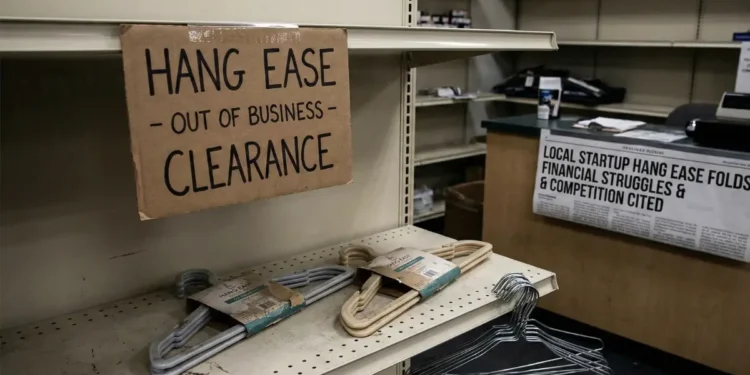 HANG EASE
- OUT OF BUSINESS -
CLEARANCE
LOCAL STARTUP HANG EASE FOLDS
FINANCIAL STRUGGLES &
& COMPETITION CITED